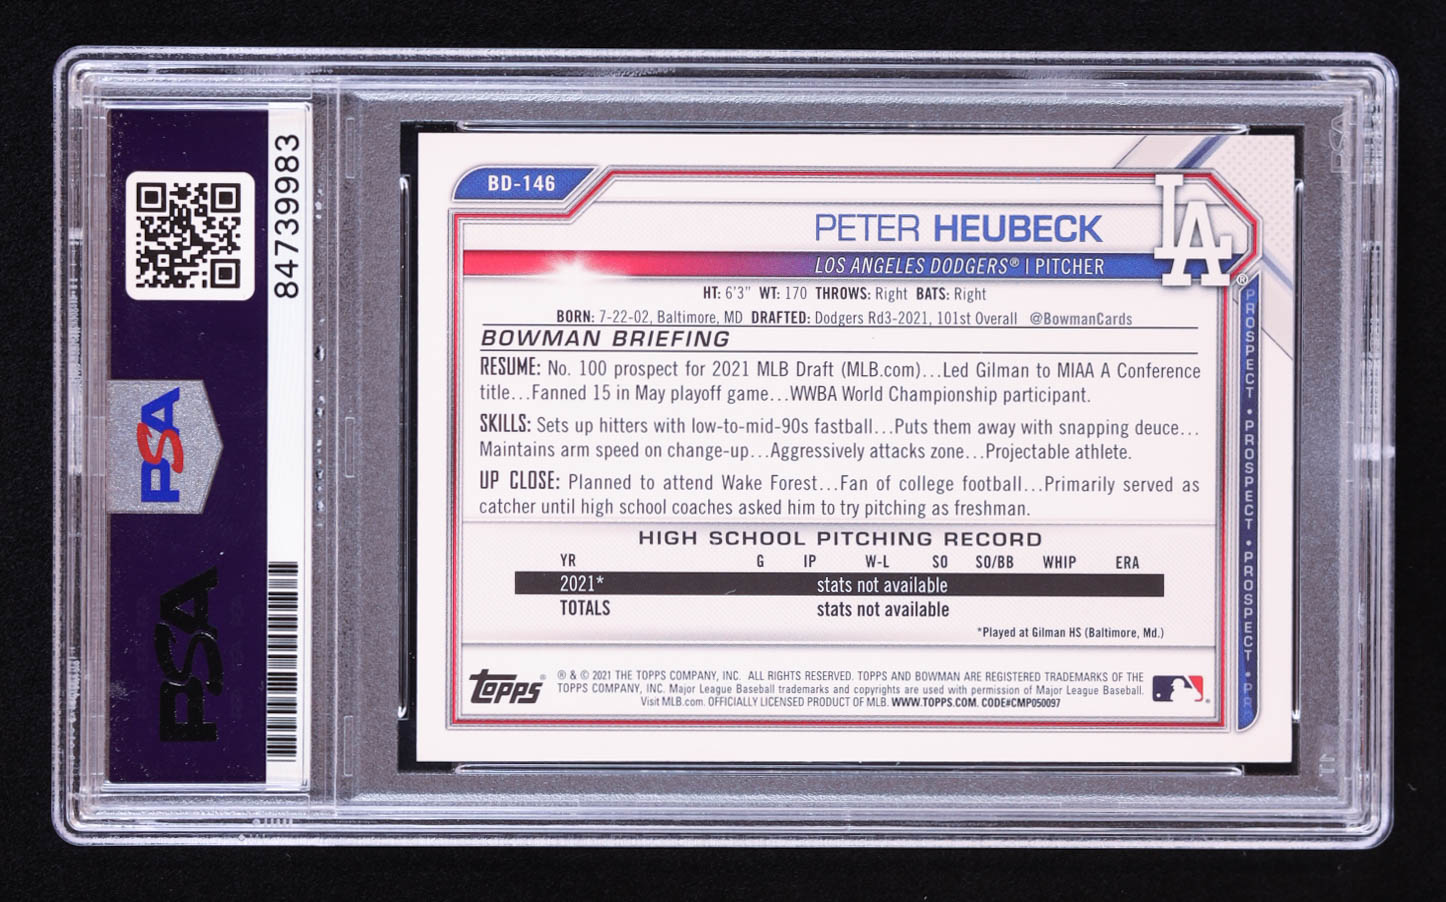 84739983
PSA
PSA
BD-146
PETER HEUBECK
LOS ANGELES DODGERS® | PITCHER
LA
®
HT: 6'3" WT: 170 THROWS: Right BATS: Right
BORN: 7-22-02, Baltimore, MD DRAFTED: Dodgers Rd3-2021, 101st Overall @BowmanCards
BOWMAN BRIEFING
RESUME: No. 100 prospect for 2021 MLB Draft (MLB.com)...Led Gilman to MIAA A Conference
title...Fanned 15 in May playoff game...WWBA World Championship participant.
SKILLS: Sets up hitters with low-to-mid-90s fastball...Puts them away with snapping deuce...
Maintains arm speed on change-up...Aggressively attacks zone...Projectable athlete.
UP CLOSE: Planned to attend Wake Forest...Fan of college football...Primarily served as
catcher until high school coaches asked him to try pitching as freshman.
HIGH SCHOOL PITCHING RECORD
YR G IP W-L SO SO/BB WHIP ERA
2021* stats not available
TOTALS stats not available
*Played at Gilman HS (Baltimore, Md.)
topps®
® & © 2021 THE TOPPS COMPANY, INC. ALL RIGHTS RESERVED. TOPPS AND BOWMAN ARE REGISTERED TRADEMARKS OF THE
TOPPS COMPANY, INC. Major League Baseball trademarks and copyrights are used with permission of Major League Baseball.
Visit MLB.com. OFFICIALLY LICENSED PRODUCT OF MLB. WWW.TOPPS.COM. CODE#CMP050097
PROSPECT • PROSPECT • PROSPECT • PR